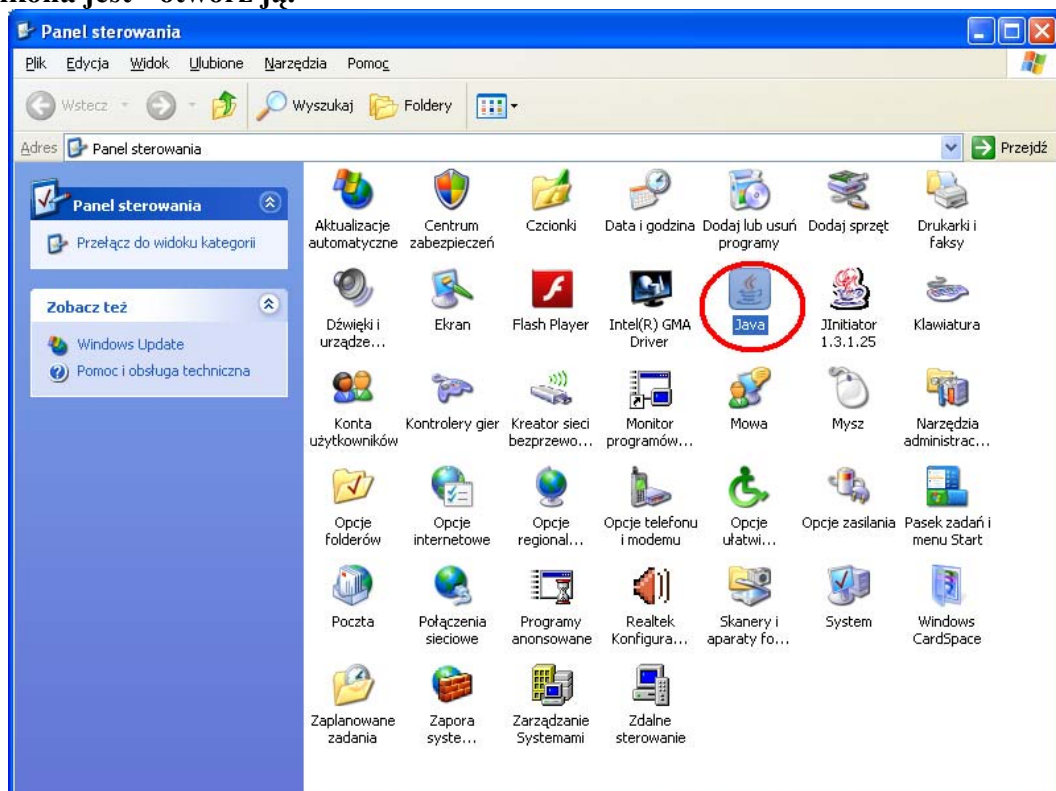 ikona jest - otwórz ją.
Panel sterowania
Plik Edycja Widok Ulubione Narzędzia Pomoc
Wstecz Wyszukaj Foldery
Adres Panel sterowania Przejdź
Panel sterowania
Przełącz do widoku kategorii
Zobacz też
Windows Update
Pomoc i obsługa techniczna
Aktualizacje automatyczne
Centrum zabezpieczeń
Czcionki
Data i godzina
Dodaj lub usuń programy
Dodaj sprzęt
Drukarki i faksy
Dźwięki i urządze...
Ekran
Flash Player
Intel(R) GMA Driver
Java
JInitiator 1.3.1.25
Klawiatura
Konta użytkowników
Kontrolery gier
Kreator sieci bezprzewo...
Monitor programów...
Mowa
Mysz
Narzędzia administrac...
Opcje folderów
Opcje internetowe
Opcje regional...
Opcje telefonu i modemu
Opcje ułatwi...
Opcje zasilania
Pasek zadań i menu Start
Poczta
Połączenia sieciowe
Programy anonsowane
Realtek Konfigura...
Skanery i aparaty fo...
System
Windows CardSpace
Zaplanowane zadania
Zapora syste...
Zarządzanie Systemami
Zdalne sterowanie